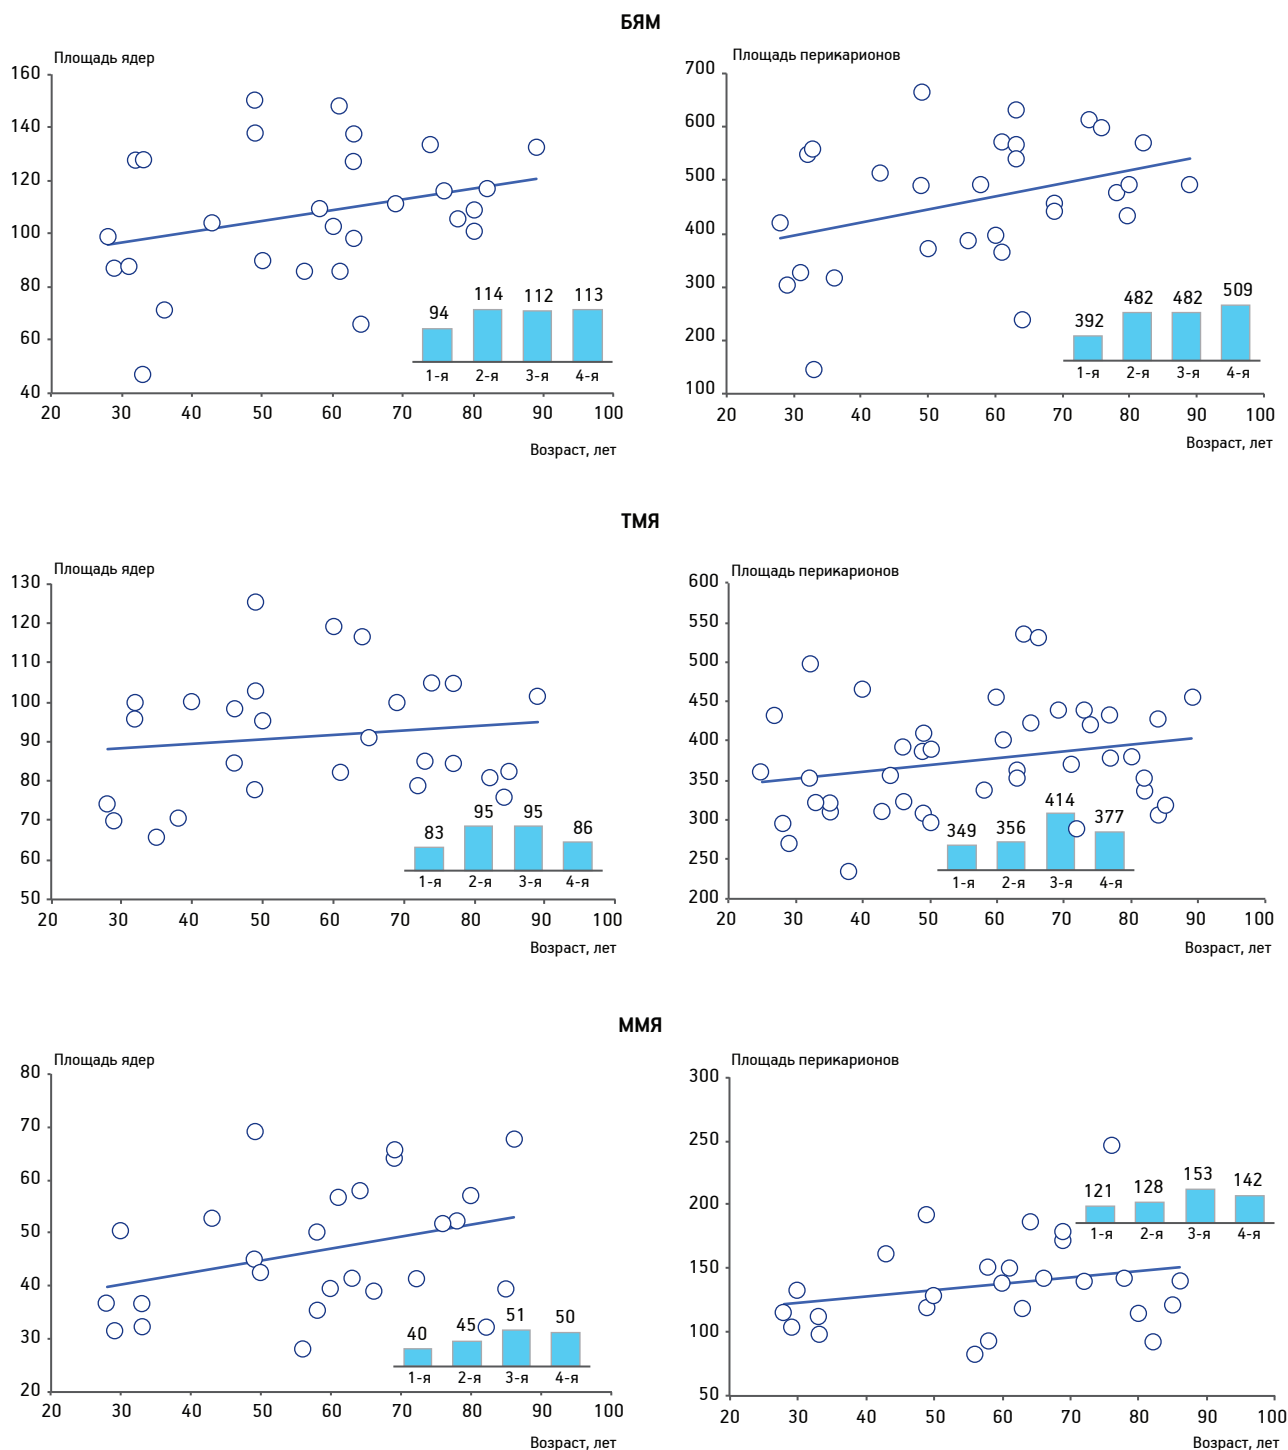 БЯМ
Площадь ядер
160
140
120
100
80
60
40
20 30 40 50 60 70 80 90 100
Возраст, лет
94 114 112 113
1-я 2-я 3-я 4-я
Площадь перикарионов
700
600
500
400
300
200
100
20 30 40 50 60 70 80 90 100
Возраст, лет
392 482 482 509
1-я 2-я 3-я 4-я
ТМЯ
Площадь ядер
130
120
110
100
90
80
70
60
50
20 30 40 50 60 70 80 90 100
Возраст, лет
83 95 95 86
1-я 2-я 3-я 4-я
Площадь перикарионов
600
550
500
450
400
350
300
250
200
20 30 40 50 60 70 80 90 100
Возраст, лет
349 356 414 377
1-я 2-я 3-я 4-я
ММЯ
Площадь ядер
80
70
60
50
40
30
20
20 30 40 50 60 70 80 90 100
Возраст, лет
40 45 51 50
1-я 2-я 3-я 4-я
Площадь перикарионов
300
250
200
150
100
50
20 30 40 50 60 70 80 90 100
Возраст, лет
121 128 153 142
1-я 2-я 3-я 4-я